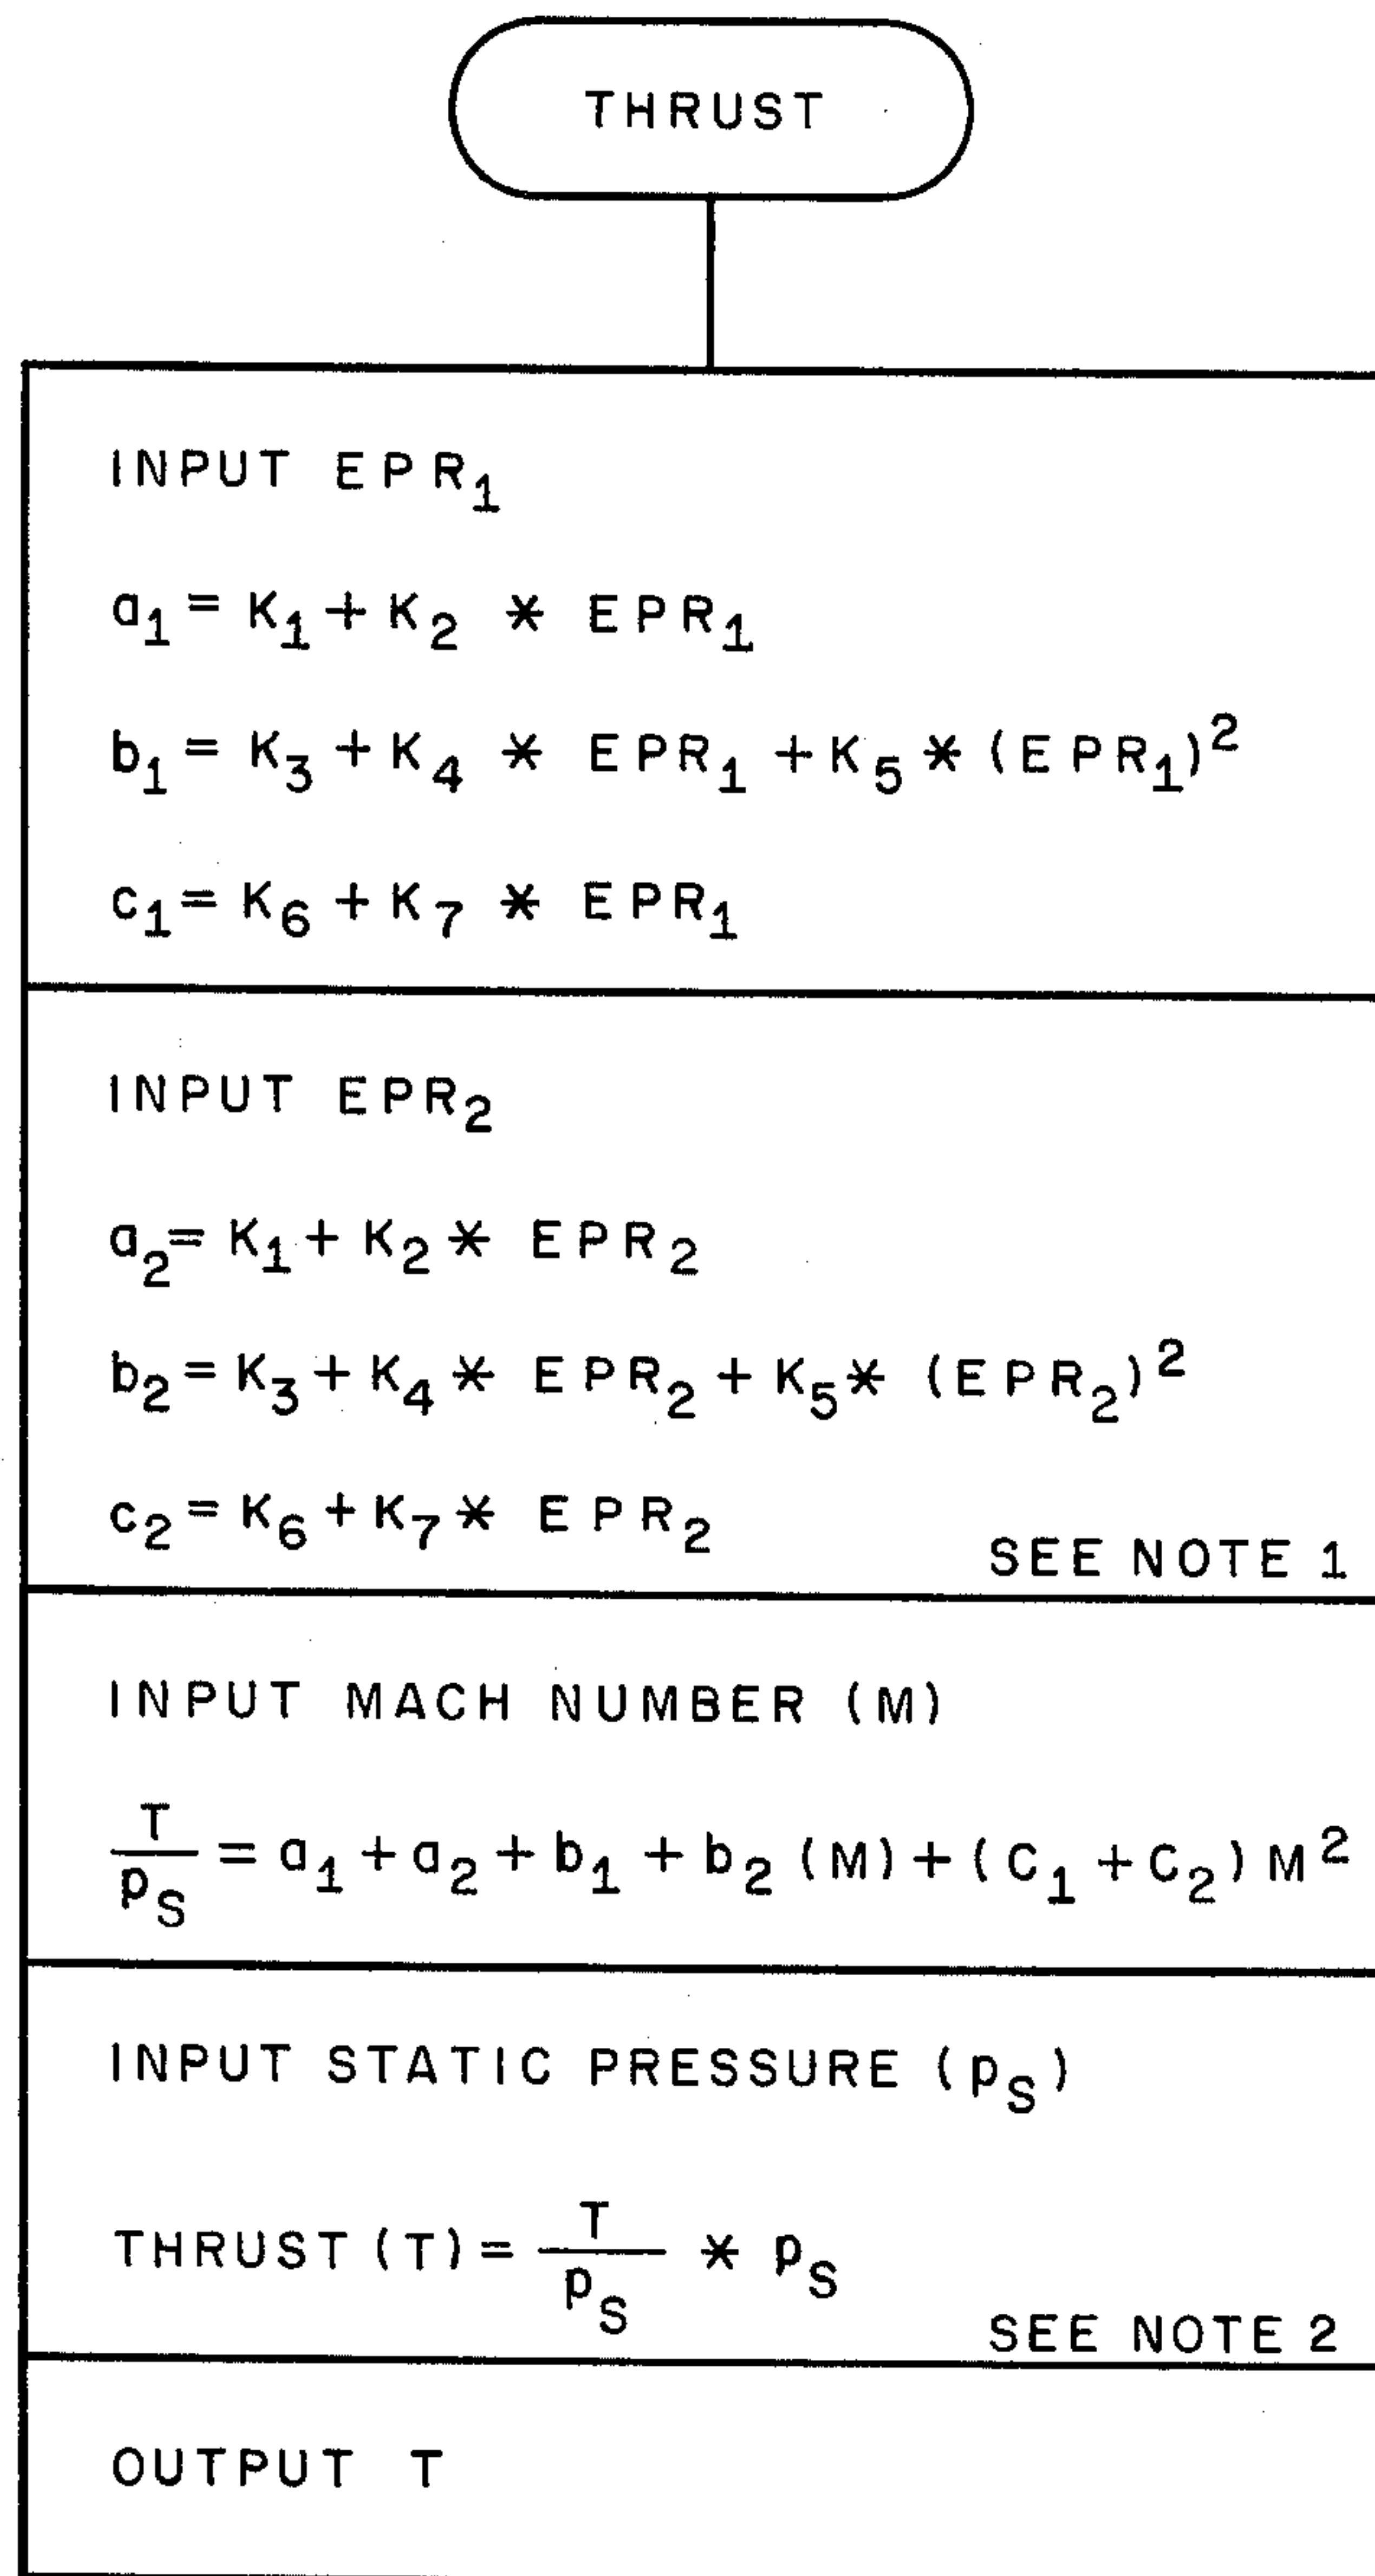 THRUST
INPUT EPR₁
a₁ = K₁ + K₂ * EPR₁
b₁ = K₃ + K₄ * EPR₁ + K₅ * (EPR₁)²
c₁ = K₆ + K₇ * EPR₁
INPUT EPR₂
a₂ = K₁ + K₂ * EPR₂
b₂ = K₃ + K₄ * EPR₂ + K₅ * (EPR₂)²
c₂ = K₆ + K₇ * EPR₂
SEE NOTE 1
INPUT MACH NUMBER (M)
T/pS = a₁ + a₂ + b₁ + b₂ (M) + (C₁ + C₂) M²
INPUT STATIC PRESSURE (pS)
THRUST (T) = T/pS * pS
SEE NOTE 2
OUTPUT T